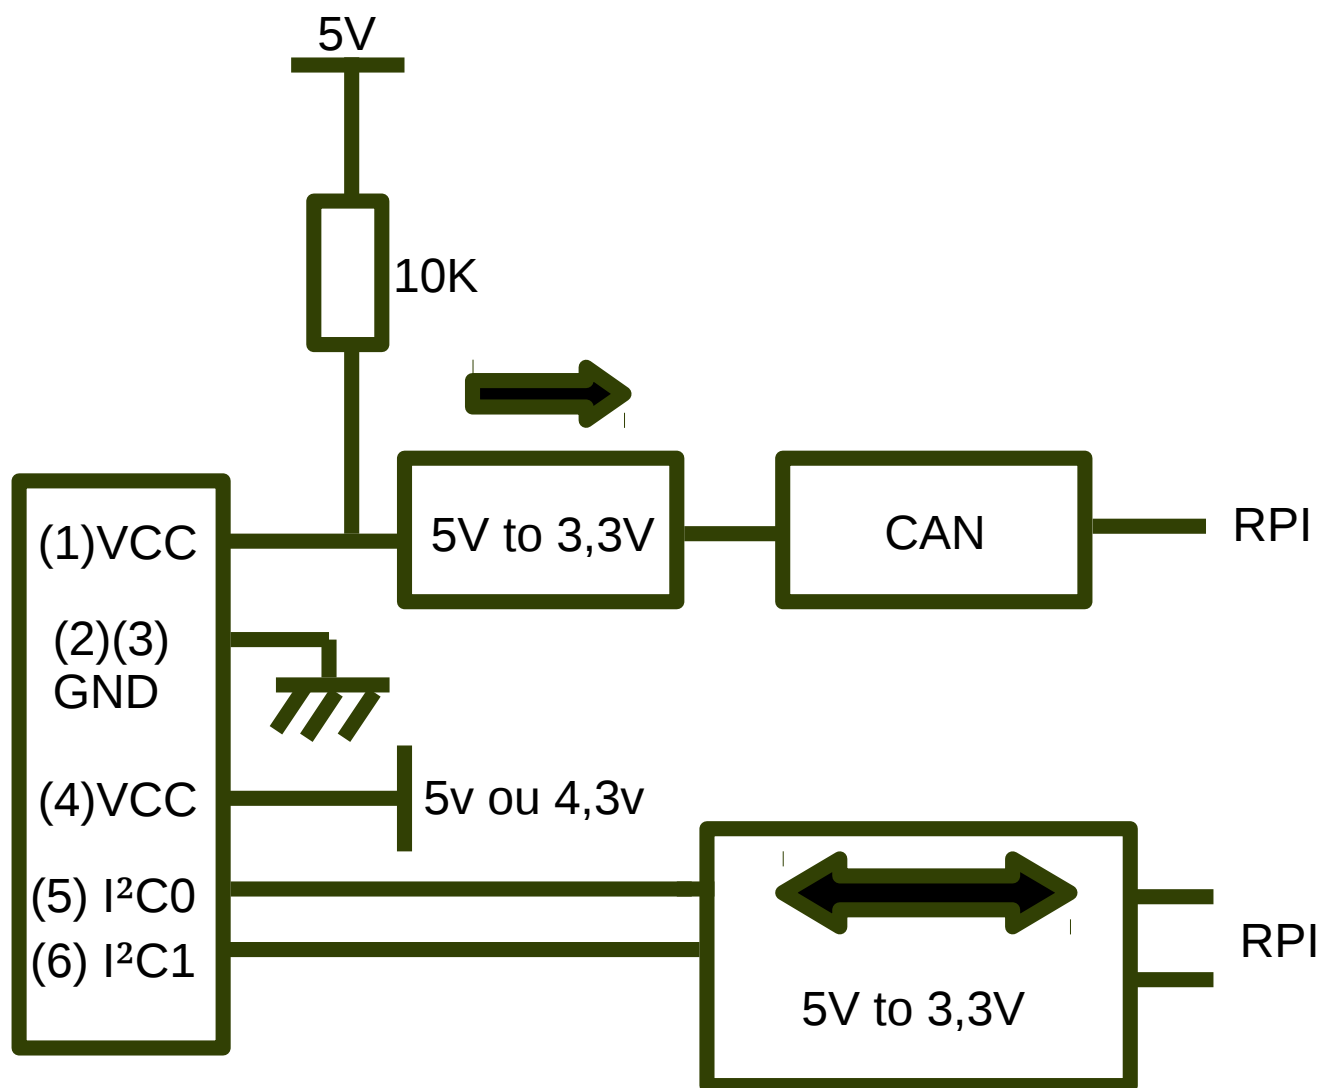 5V
10K
(1)VCC
5V to 3,3V
CAN
RPI
(2)(3)
GND
(4)VCC
5v ou 4,3v
(5) I²C0
(6) I²C1
RPI
5V to 3,3V